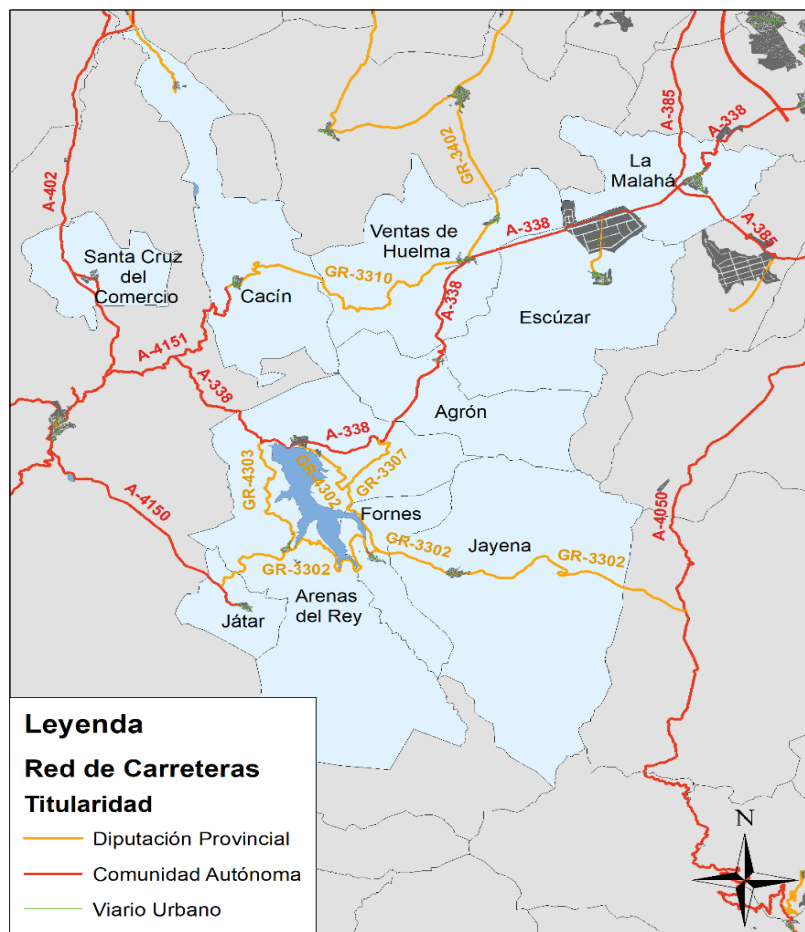 A-385
A-338
GR-3402
La
Malahá
A-402
Ventas de
Huelma
A-338
A-385
Santa Cruz
del
Comercio
GR-3310
Cacín
A-338
Escúzar
A-4151
A-338
Agrón
A-338
GR-4303
GR-4302
GR-3307
A-4150
Fornes
A-4050
GR-3302
Jayena
GR-3302
GR-3302
Arenas
del Rey
Játar
Leyenda
Red de Carreteras
Titularidad
Diputación Provincial
Comunidad Autónoma
Viario Urbano
N